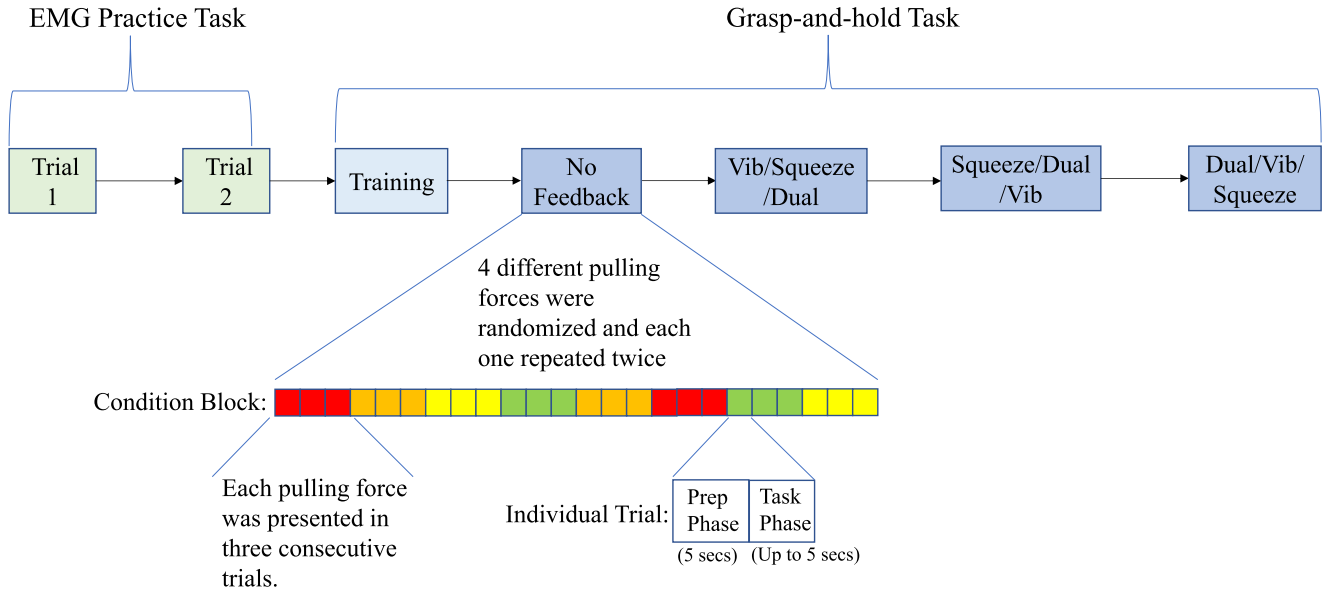 EMG Practice Task
Grasp-and-hold Task
Trial
1
Trial
2
Training
No
Feedback
Vib/Squeeze
/Dual
Squeeze/Dual
/Vib
Dual/Vib/
Squeeze
4 different pulling
forces were
randomized and each
one repeated twice
Condition Block:
Each pulling force
was presented in
three consecutive
trials.
Individual Trial:
Prep
Phase
Task
Phase
(5 secs)
(Up to 5 secs)